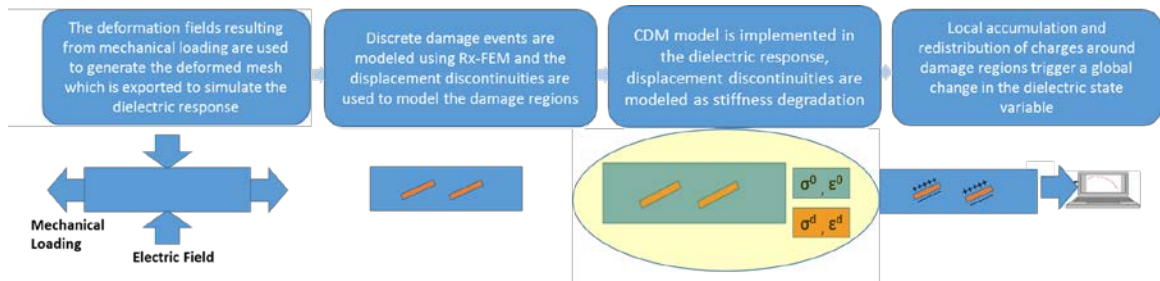 The deformation fields resulting
from mechanical loading are used
to generate the deformed mesh
which is exported to simulate the
dielectric response
Discrete damage events are
modeled using Rx-FEM and the
displacement discontinuities are
used to model the damage regions
CDM model is implemented in
the dielectric response,
displacement discontinuities are
modeled as stiffness degradation
Local accumulation and
redistribution of charges around
damage regions trigger a global
change in the dielectric state
variable
Mechanical
Loading
Electric Field
σ⁰ , ε⁰
σᵈ , εᵈ
+++++
+++++